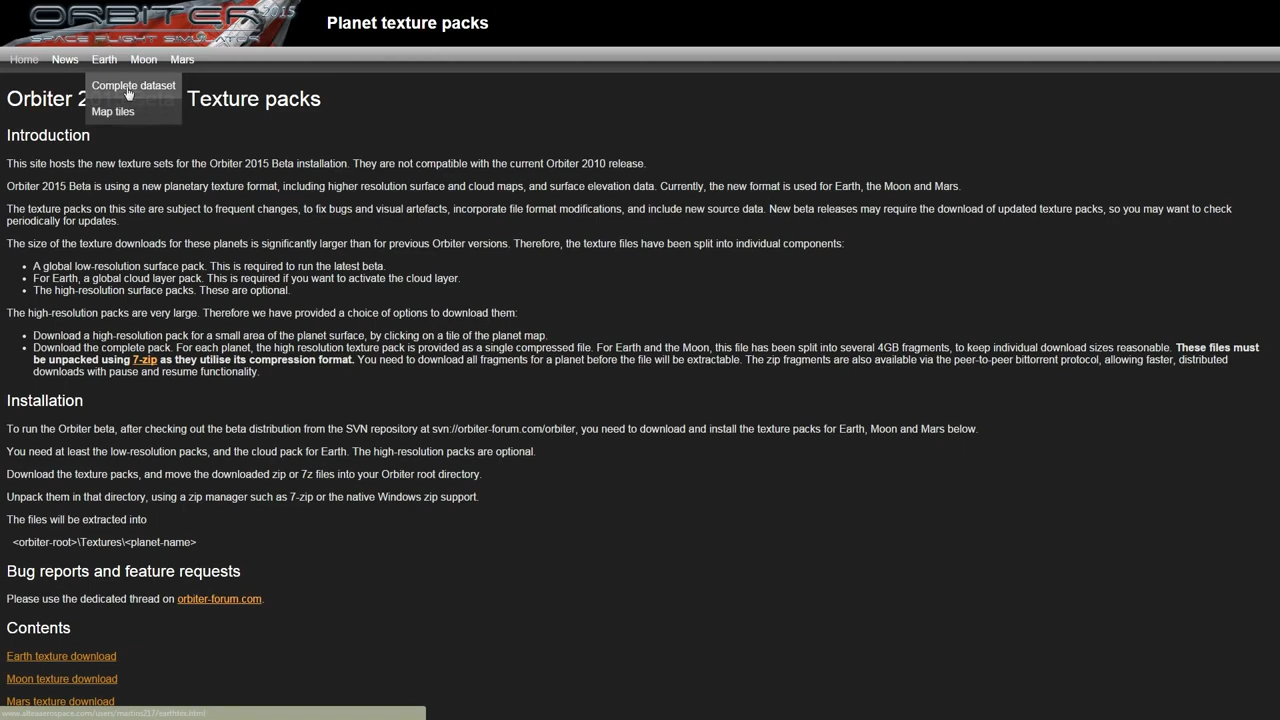 ORBITER 2015
SPACE FLIGHT SIMULATOR
Planet texture packs
Home News Earth Moon Mars
Complete dataset
Map tiles
Orbiter 2 Texture packs
Introduction
This site hosts the new texture sets for the Orbiter 2015 Beta installation. They are not compatible with the current Orbiter 2010 release.
Orbiter 2015 Beta is using a new planetary texture format, including higher resolution surface and cloud maps, and surface elevation data. Currently, the new format is used for Earth, the Moon and Mars.
The texture packs on this site are subject to frequent changes, to fix bugs and visual artefacts, incorporate file format modifications, and include new source data. New beta releases may require the download of updated texture packs, so you may want to check
periodically for updates.
The size of the texture downloads for these planets is significantly larger than for previous Orbiter versions. Therefore, the texture files have been split into individual components:
• A global low-resolution surface pack. This is required to run the latest beta.
• For Earth, a global cloud layer pack. This is required if you want to activate the cloud layer.
• The high-resolution surface packs. These are optional.
The high-resolution packs are very large. Therefore we have provided a choice of options to download them:
• Download a high-resolution pack for a small area of the planet surface, by clicking on a tile of the planet map.
• Download the complete pack. For each planet, the high resolution texture pack is provided as a single compressed file. For Earth and the Moon, this file has been split into several 4GB fragments, to keep individual download sizes reasonable. These files must
be unpacked using 7-zip as they utilise its compression format. You need to download all fragments for a planet before the file will be extractable. The zip fragments are also available via the peer-to-peer bittorrent protocol, allowing faster, distributed
downloads with pause and resume functionality.
Installation
To run the Orbiter beta, after checking out the beta distribution from the SVN repository at svn://orbiter-forum.com/orbiter, you need to download and install the texture packs for Earth, Moon and Mars below.
You need at least the low-resolution packs, and the cloud pack for Earth. The high-resolution packs are optional.
Download the texture packs, and move the downloaded zip or 7z files into your Orbiter root directory.
Unpack them in that directory, using a zip manager such as 7-zip or the native Windows zip support.
The files will be extracted into
<orbiter-root>\Textures\<planet-name>
Bug reports and feature requests
Please use the dedicated thread on orbiter-forum.com.
Contents
Earth texture download
Moon texture download
Mars texture download